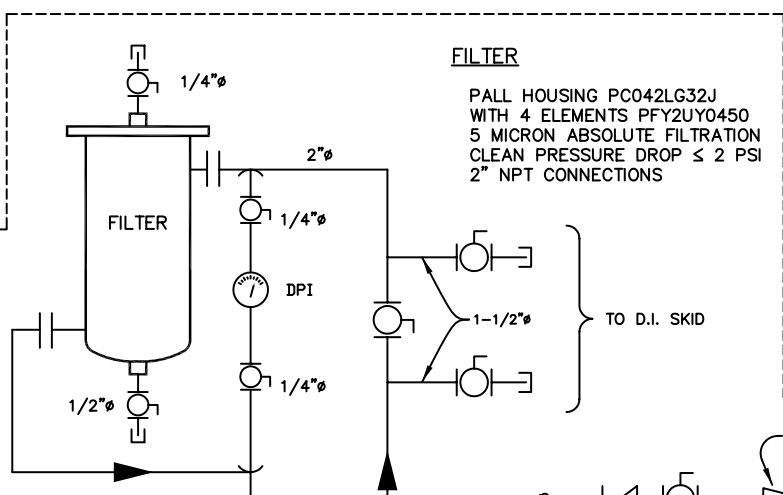 FILTER
PALL HOUSING PC042LG32J
WITH 4 ELEMENTS PFY2UY0450
5 MICRON ABSOLUTE FILTRATION
CLEAN PRESSURE DROP ≤ 2 PSI
2" NPT CONNECTIONS
1/4"ø
2"ø
1/4"ø
FILTER
DPI
1-1/2"ø
TO D.I. SKID
1/4"ø
1/2"ø